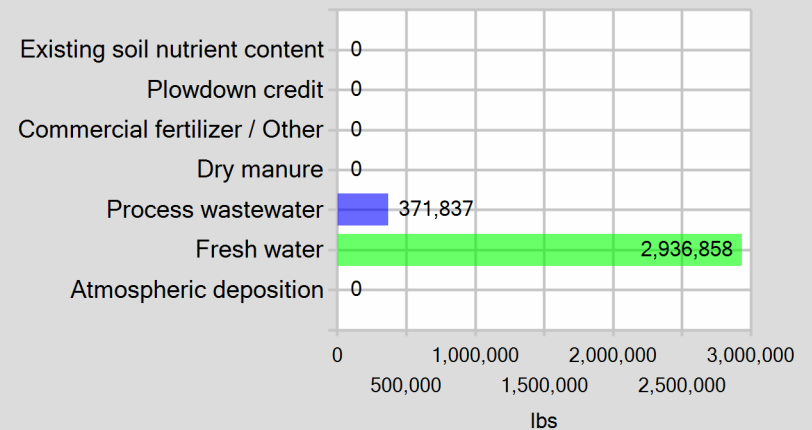 Existing soil nutrient content 0
Plowdown credit 0
Commercial fertilizer / Other 0
Dry manure 0
Process wastewater 371,837
Fresh water 2,936,858
Atmospheric deposition 0
0 1,000,000 2,000,000 3,000,000
500,000 1,500,000 2,500,000
lbs